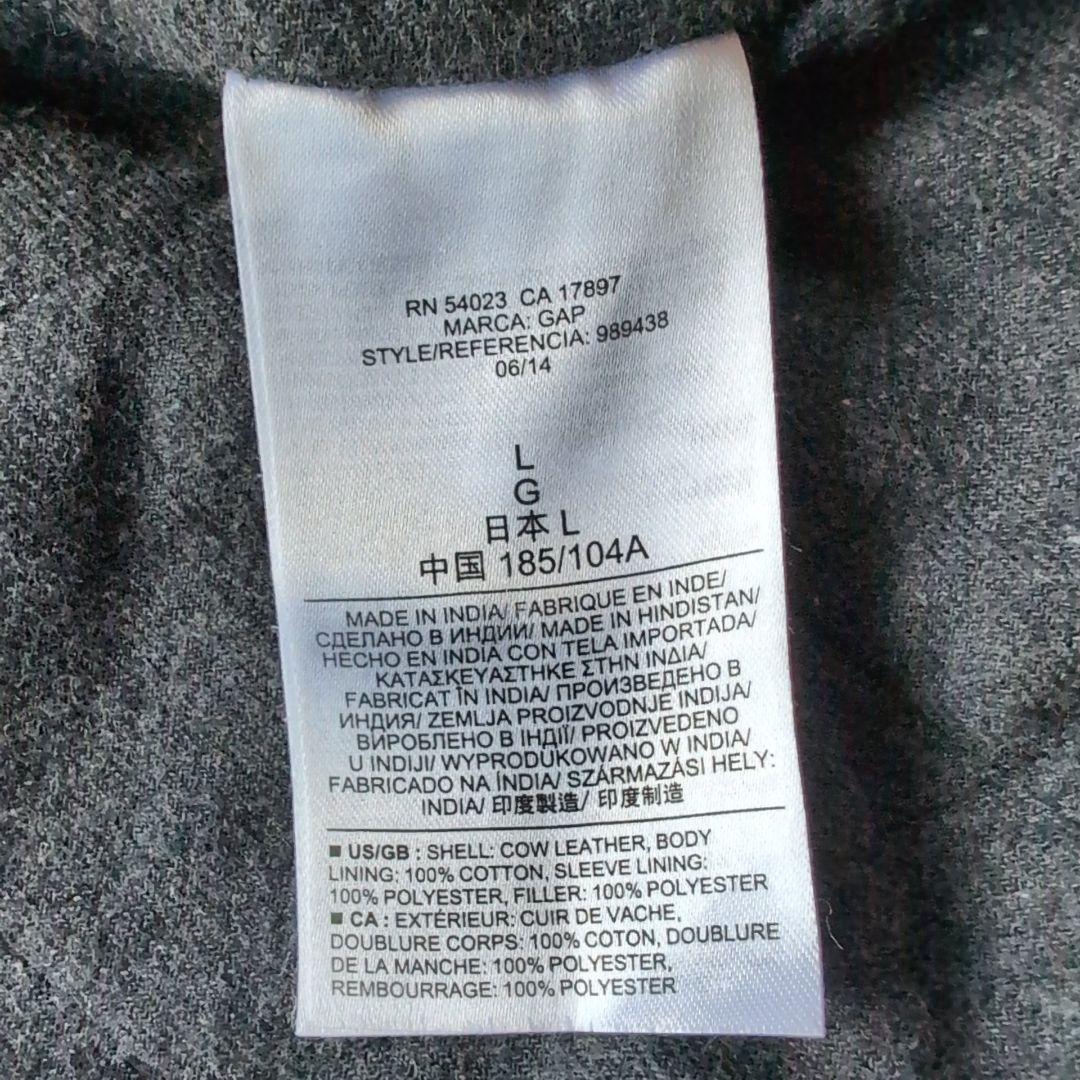 RN 54023 CA 17897
MARCA: GAP
STYLE/REFERENCIA: 989438
06/14
L
G
日本 L
中国 185/104A
MADE IN INDIA/ FABRIQUE EN INDE/
СДЕЛАНО В ИНДИИ/ MADE IN HINDISTAN/
HECHO EN INDIA CON TELA IMPORTADA/
ΚΑΤΑΣΚΕΥΑΣΤΗΚΕ ΣΤΗΝ ΙΝΔΙΑ/
FABRICAT ÎN INDIA/ ПРОИЗВЕДЕНО В
ИНДИЯ/ ZEMLJA PROIZVODNJE INDIJA/
ВИРОБЛЕНО В ІНДІЇ/ PROIZVEDENO
U INDIJI/ WYPRODUKOWANO W INDIA/
FABRICADO NA ÍNDIA/ SZÁRMAZÁSI HELY:
INDIA/ 印度製造/ 印度制造
■ US/GB : SHELL: COW LEATHER, BODY
LINING: 100% COTTON, SLEEVE LINING:
100% POLYESTER, FILLER: 100% POLYESTER
■ CA : EXTÉRIEUR: CUIR DE VACHE,
DOUBLURE CORPS: 100% COTON, DOUBLURE
DE LA MANCHE: 100% POLYESTER,
REMBOURRAGE: 100% POLYESTER